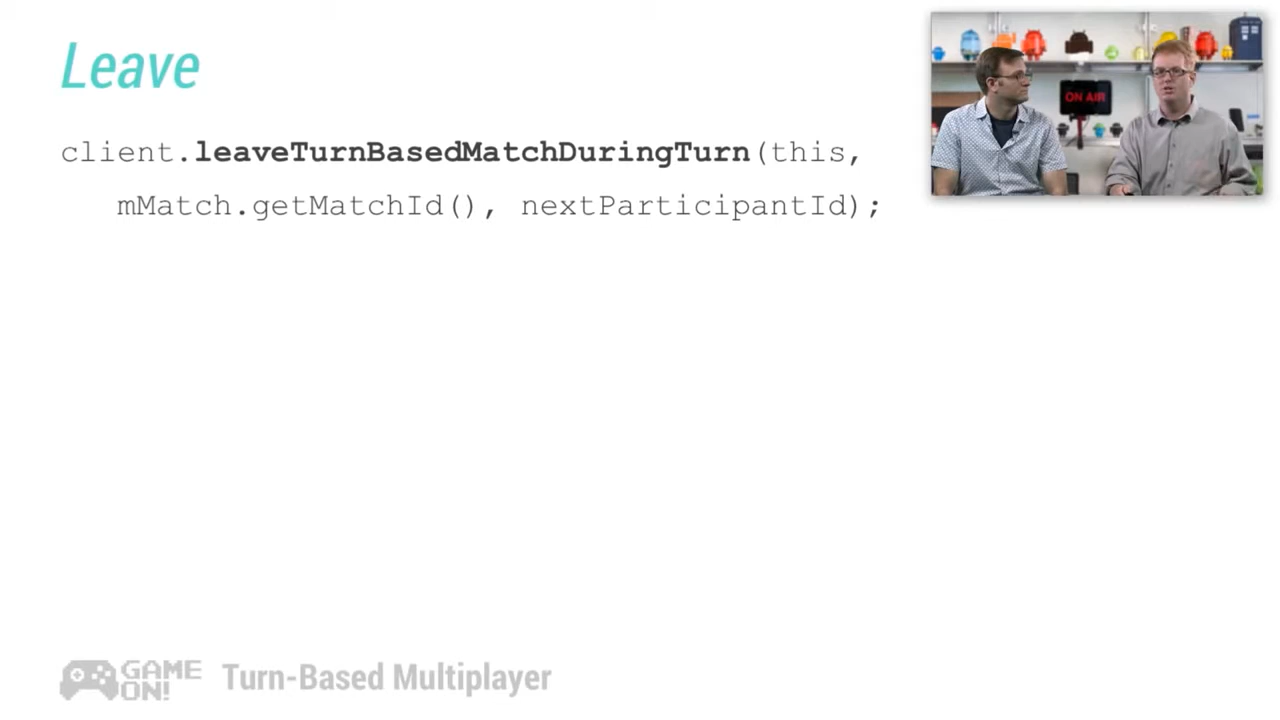 Leave
client.leaveTurnBasedMatchDuringTurn(this,
mMatch.getMatchId(), nextParticipantId);
ON AIR
GAME ON!
Turn-Based Multiplayer